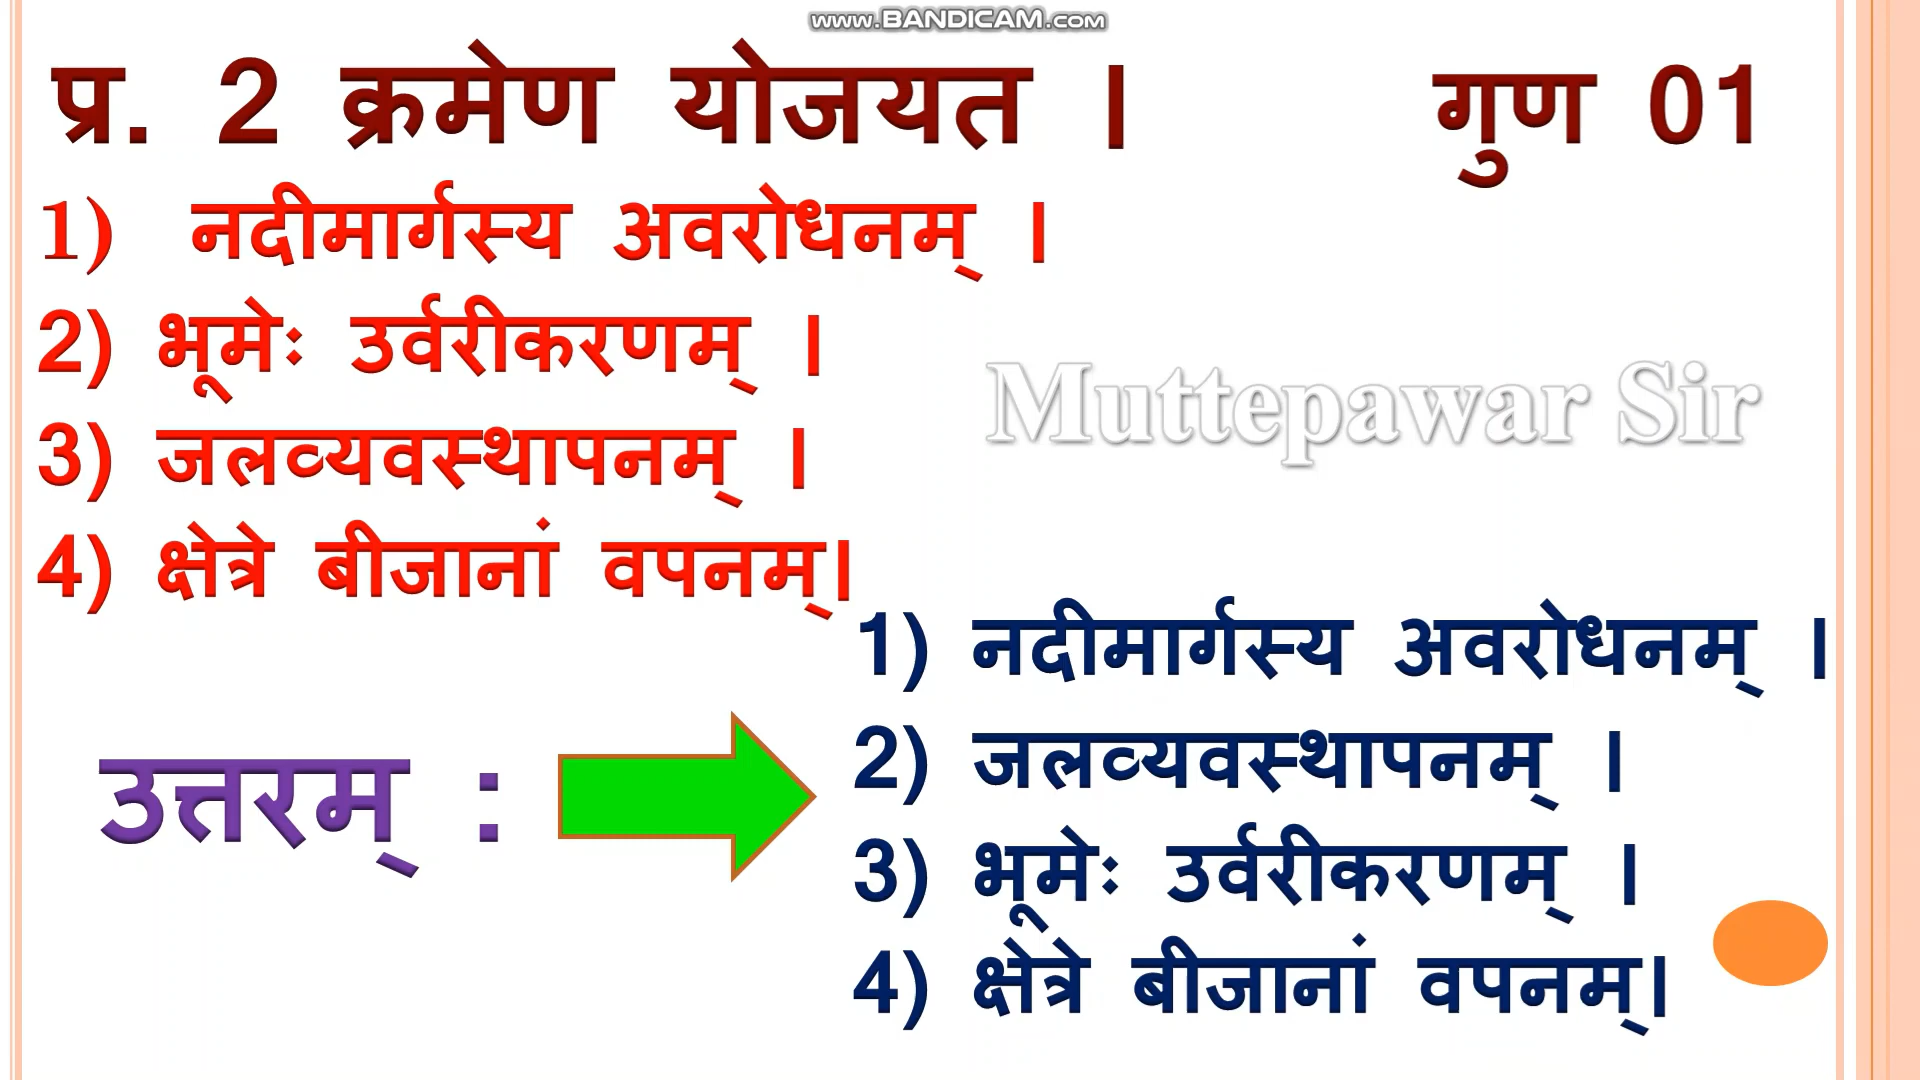 www.BANDICAM.com
प्र. 2 क्रमेण योजयत । गुण 01
1) नदीमार्गस्य अवरोधनम् ।
2) भूमेः उर्वरीकरणम् ।
3) जलव्यवस्थापनम् ।
4) क्षेत्रे बीजानां वपनम्।
Muttepawar Sir
उत्तरम् :
1) नदीमार्गस्य अवरोधनम् ।
2) जलव्यवस्थापनम् ।
3) भूमेः उर्वरीकरणम् ।
4) क्षेत्रे बीजानां वपनम्।